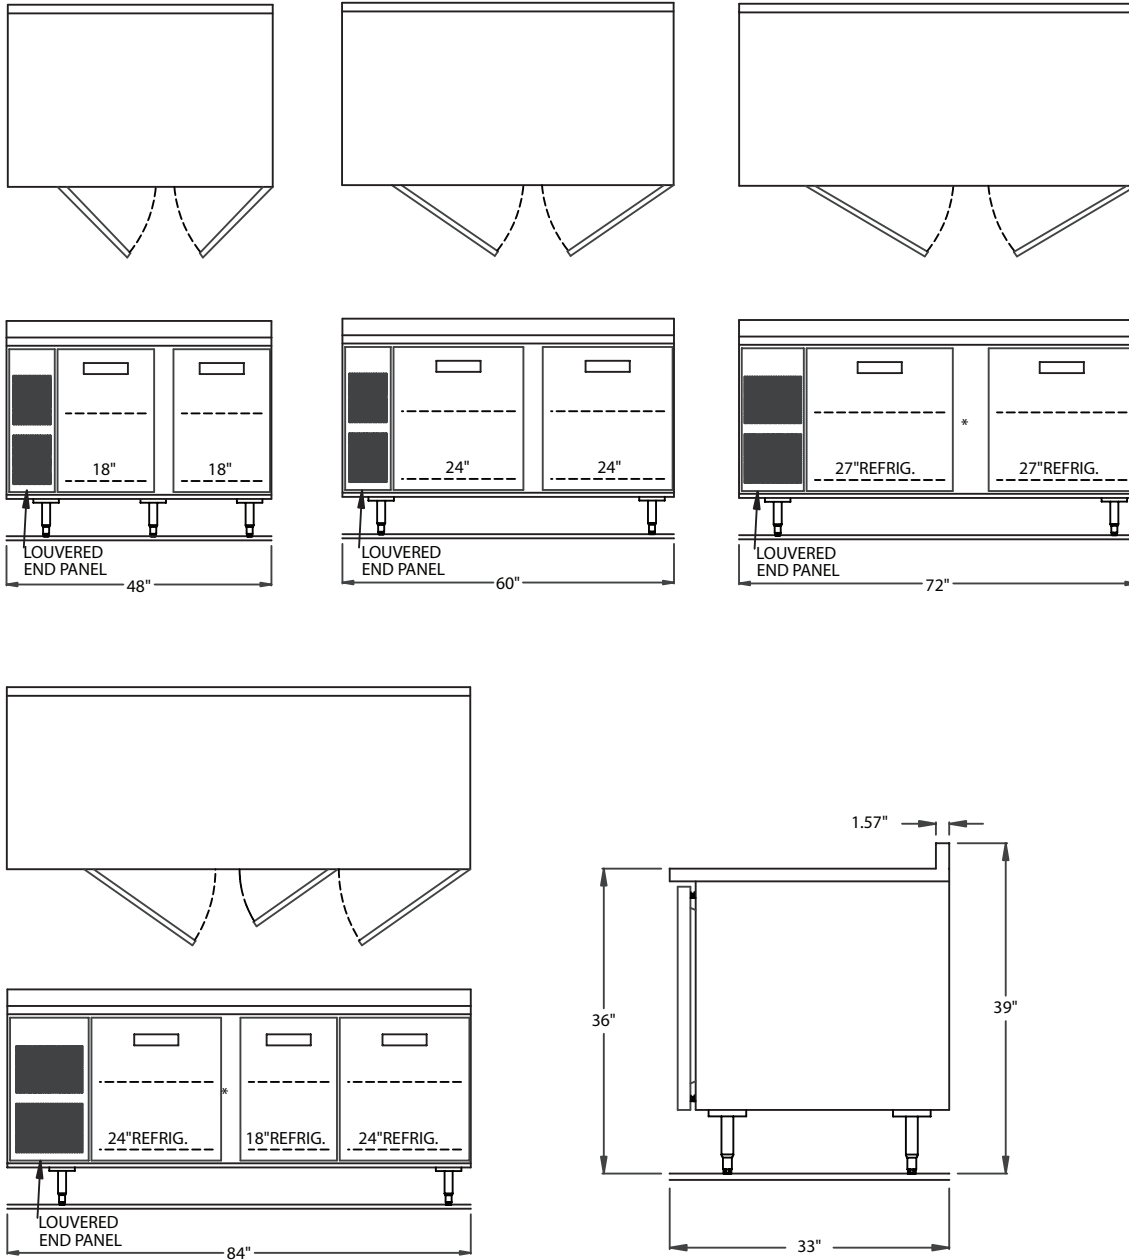 18"
18"
LOUVERED
END PANEL
48"
24"
24"
LOUVERED
END PANEL
60"
*
27"REFRIG.
27"REFRIG.
LOUVERED
END PANEL
72"
*
24"REFRIG.
18"REFRIG.
24"REFRIG.
LOUVERED
END PANEL
84"
1.57"
36"
39"
33"